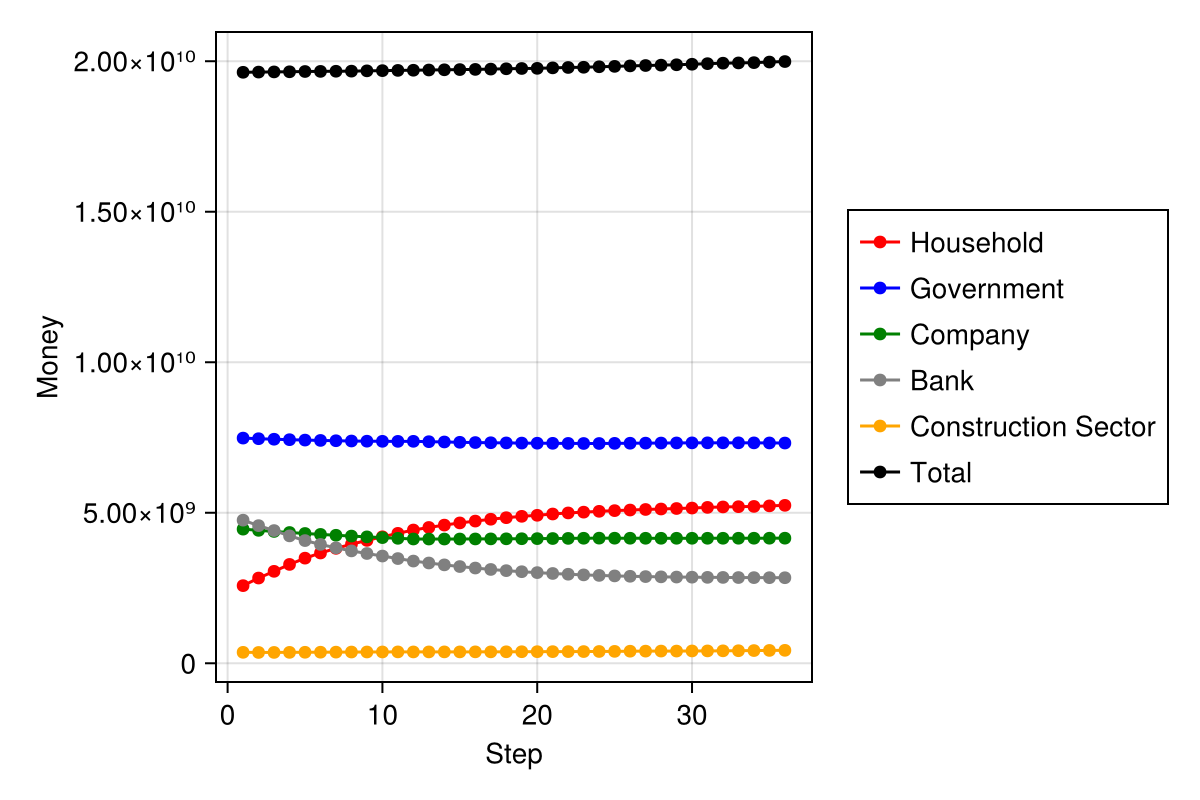 2.00×10¹⁰
1.50×10¹⁰
1.00×10¹⁰
5.00×10⁹
0
Money
0 10 20 30
Step
Household
Government
Company
Bank
Construction Sector
Total